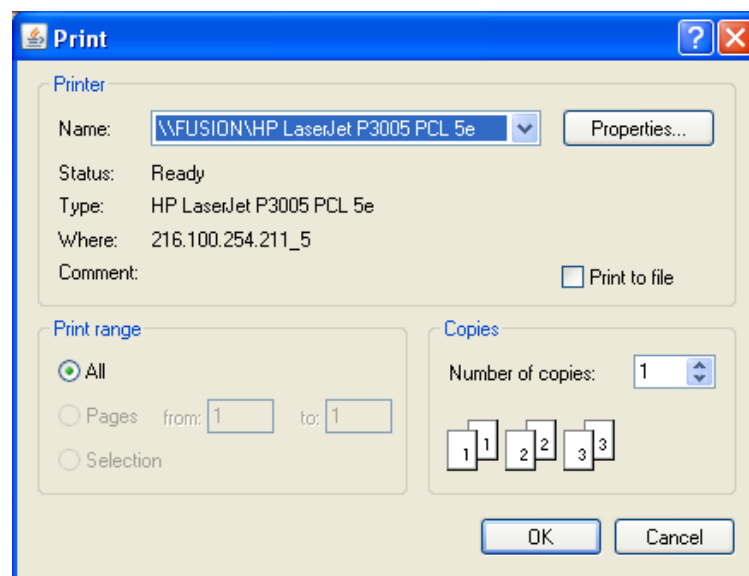 Print
Printer
Name: \\FUSION\HP LaserJet P3005 PCL 5e Properties...
Status: Ready
Type: HP LaserJet P3005 PCL 5e
Where: 216.100.254.211_5
Comment: Print to file
Print range
All
Pages from: 1 to: 1
Selection
Copies
Number of copies: 1
1 1 2 2 3 3
OK Cancel